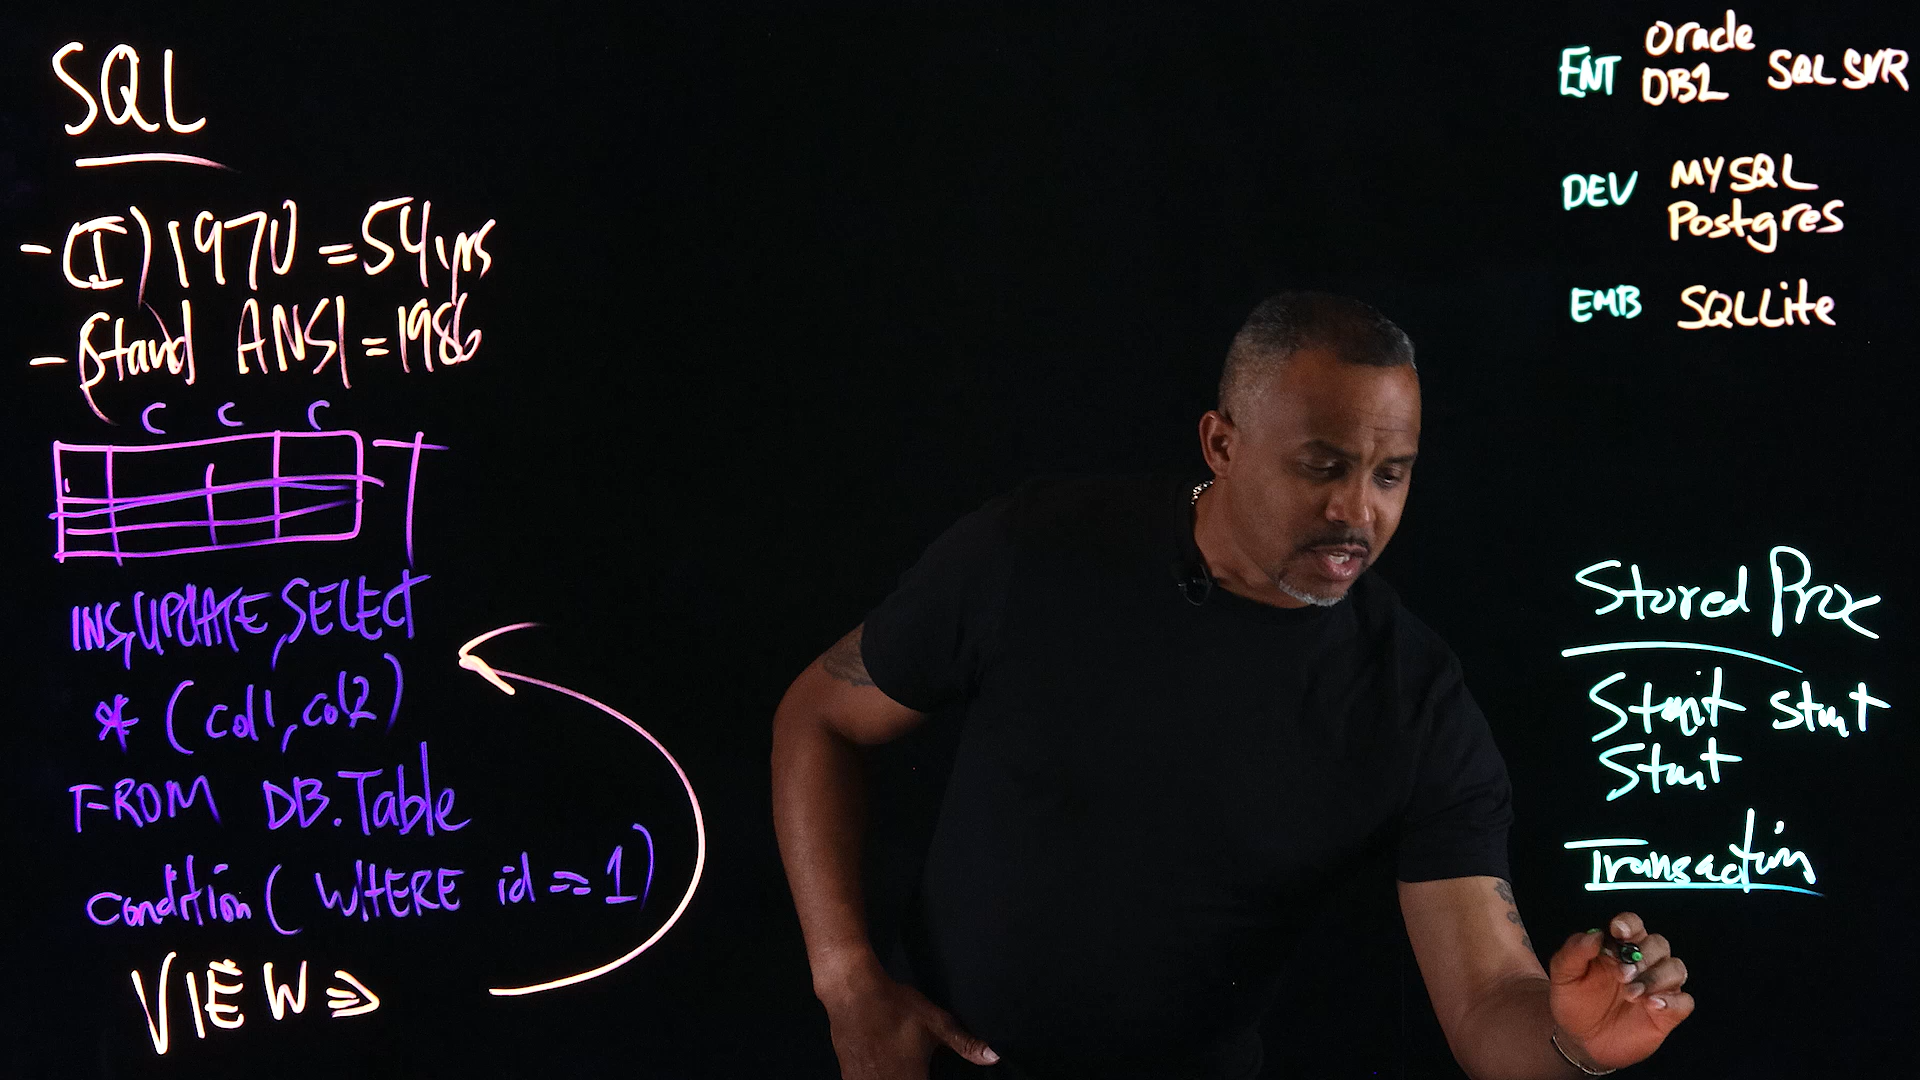 SQL
- (I) 1970 = 54yrs
- Stand ANSI = 1986
C C C
T
INS, UPDATE, SELECT
* (col1, col2)
FROM DB.Table
condition ( WHERE id == 1)
VIEW ⇒
ENT Oracle DB2 SQL SVR
DEV MYSQL
Postgres
EMB SQLLite
Stored Proc
Stmt Stmt
Stmt
Transaction